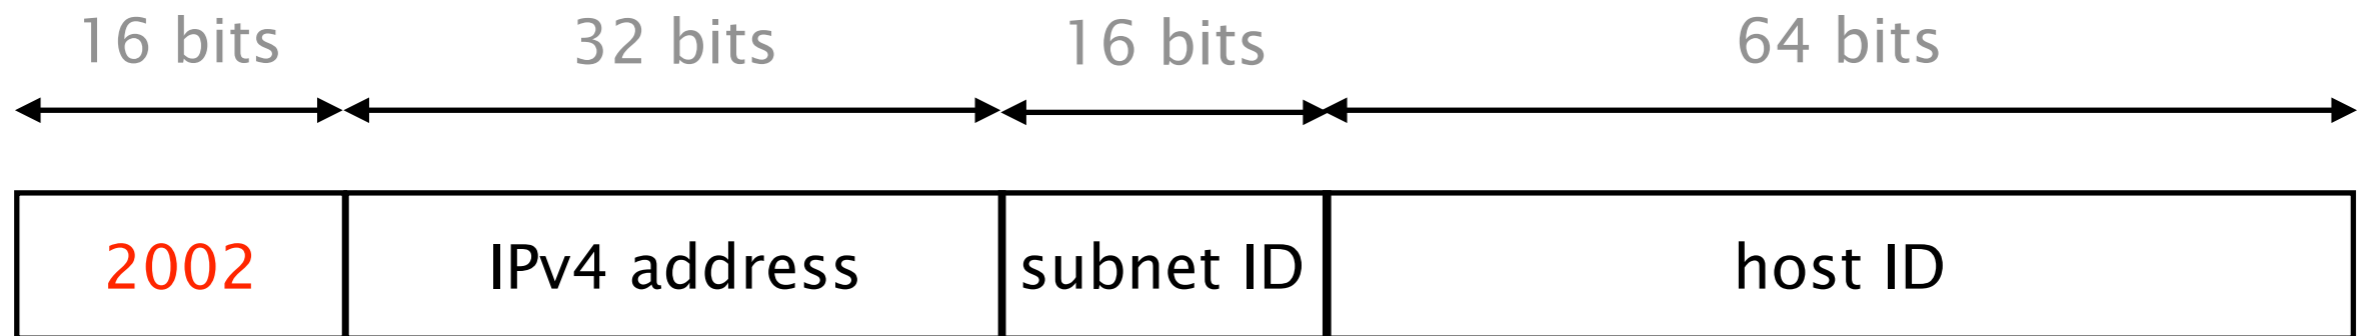 16 bits 32 bits 16 bits 64 bits
2002 IPv4 address subnet ID host ID